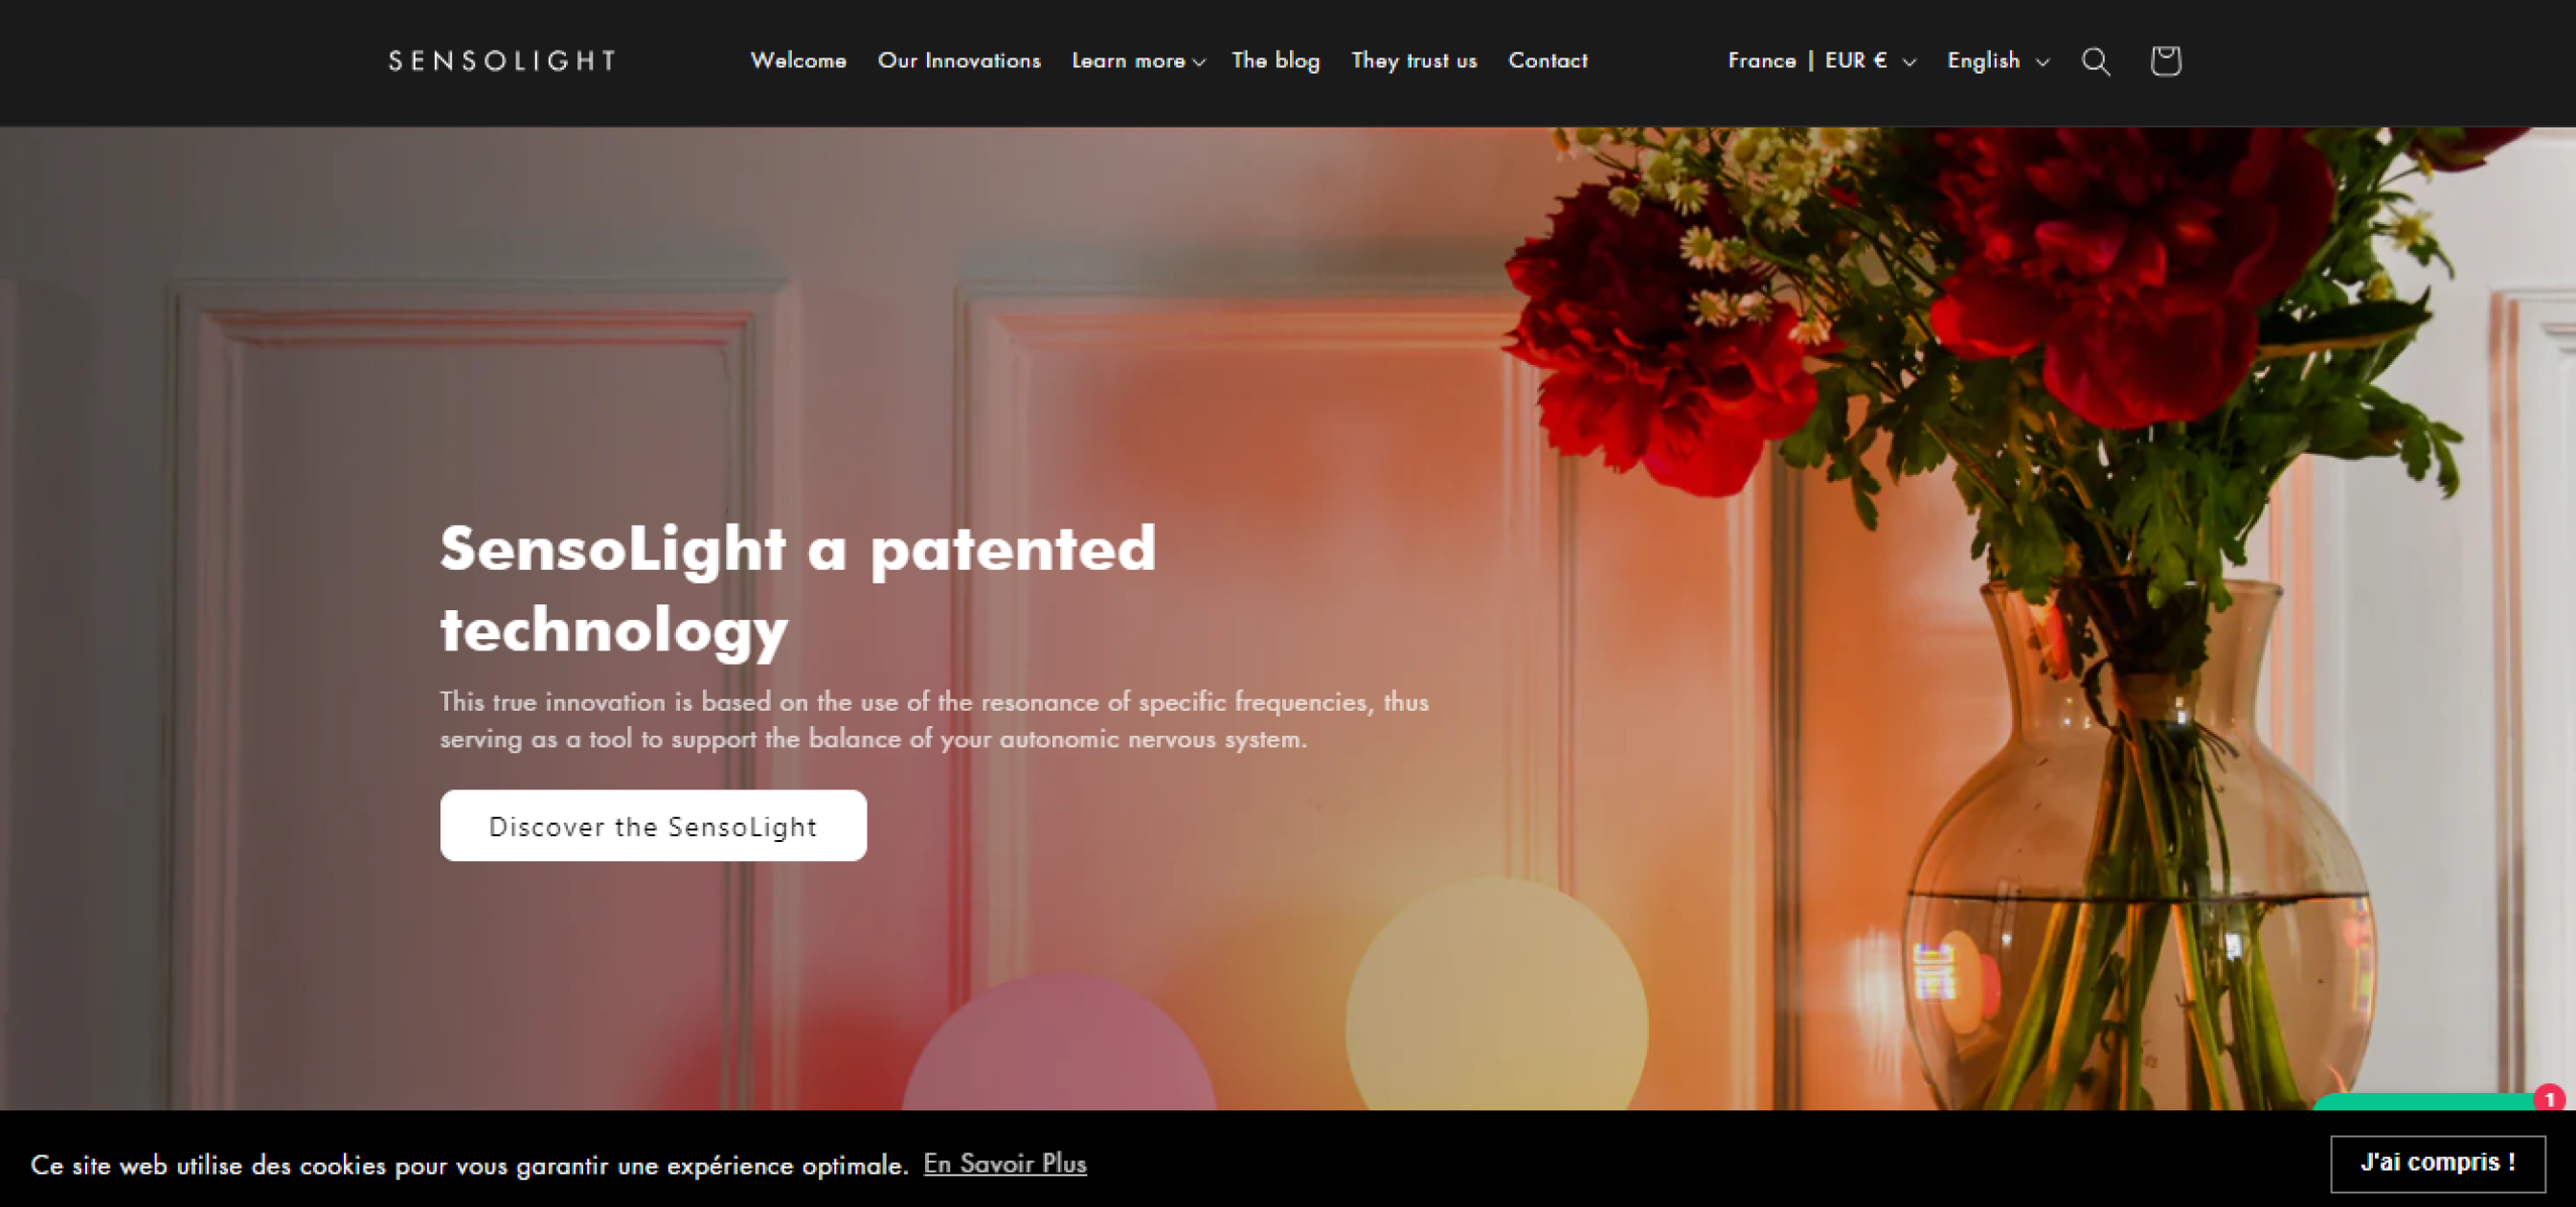 SENSOLIGHT
Welcome
Our Innovations
Learn more
The blog
They trust us
Contact
France | EUR €
English
SensoLight a patented
technology
This true innovation is based on the use of the resonance of specific frequencies, thus
serving as a tool to support the balance of your autonomic nervous system.
Discover the SensoLight
1
Ce site web utilise des cookies pour vous garantir une expérience optimale. En Savoir Plus
J'ai compris !